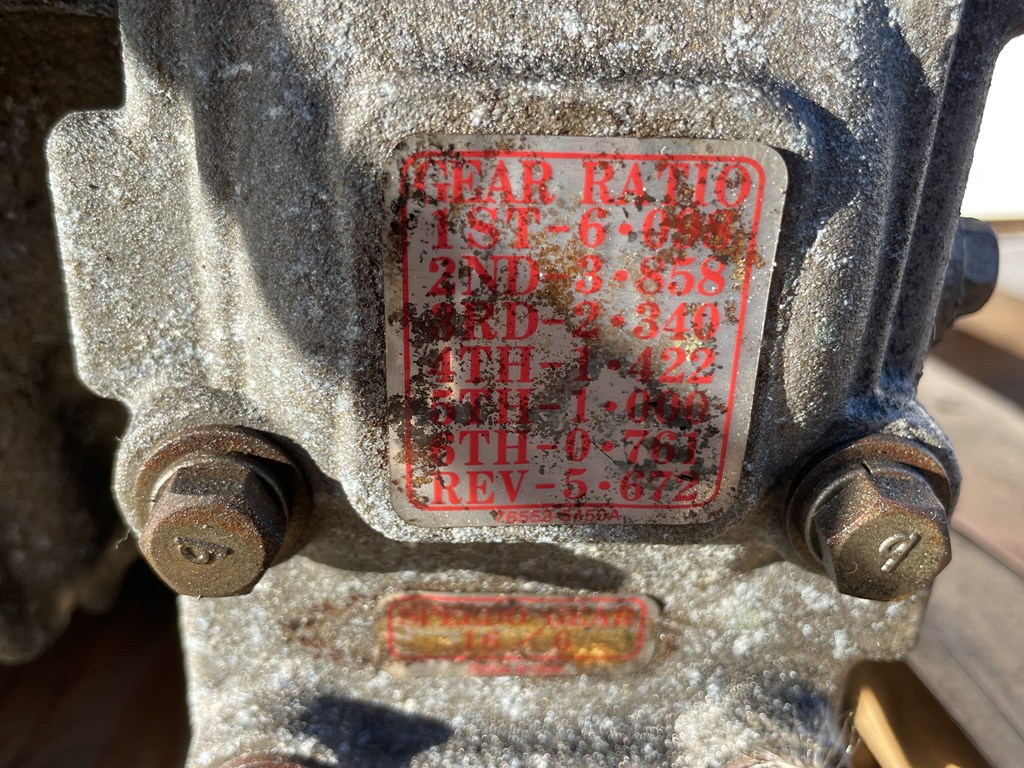 GEAR RATIO
1ST-6•098
2ND-3•858
3RD-2•340
4TH-1•422
5TH-1•000
6TH-0•761
REV-5•672
SPEEDO GEAR